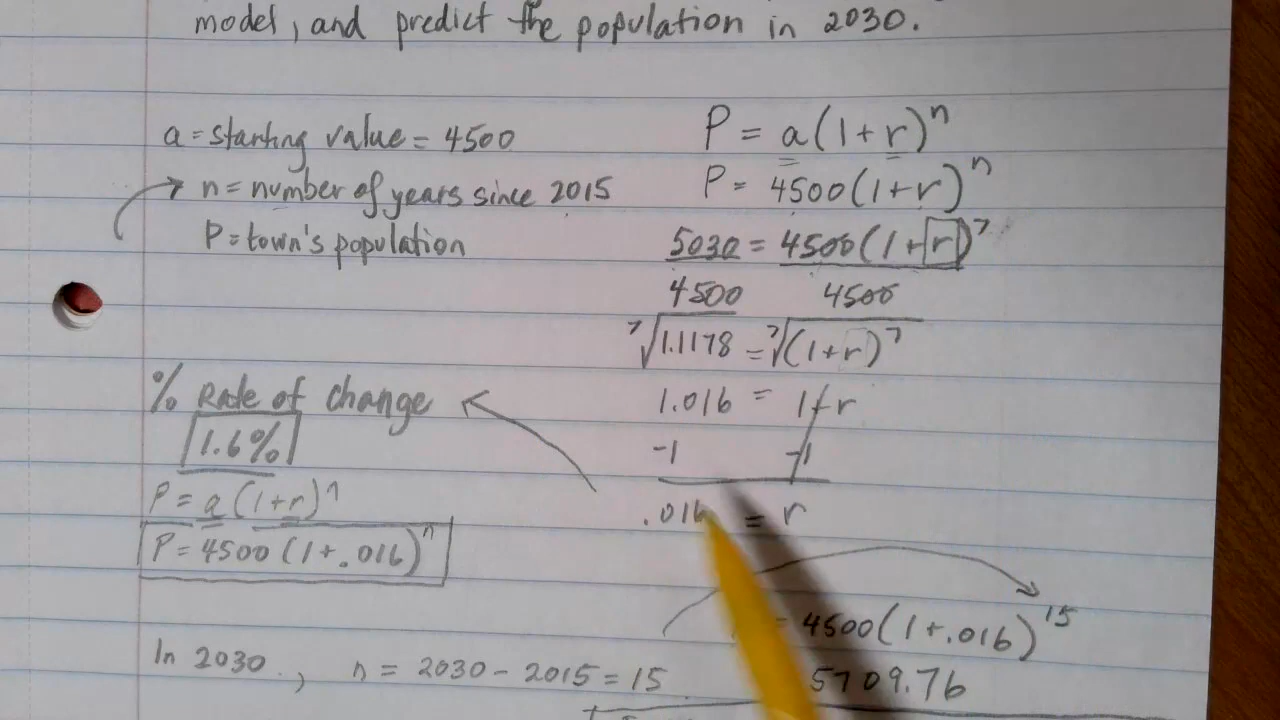 model, and predict the population in 2030.
a = starting value = 4500
n = number of years since 2015
P = town's population
P = a(1+r)^n
P = 4500(1+r)^n
5030 = 4500(1+r)^7
4500 4500
⁷√1.1178 = ⁷√(1+r)^7
1.016 = 1+r
-1 -1
.016 = r
% Rate of change
1.6%
P = a(1+r)^n
P = 4500(1+.016)^n
= 4500(1+.016)^15
In 2030, n = 2030 - 2015 = 15
5709.76